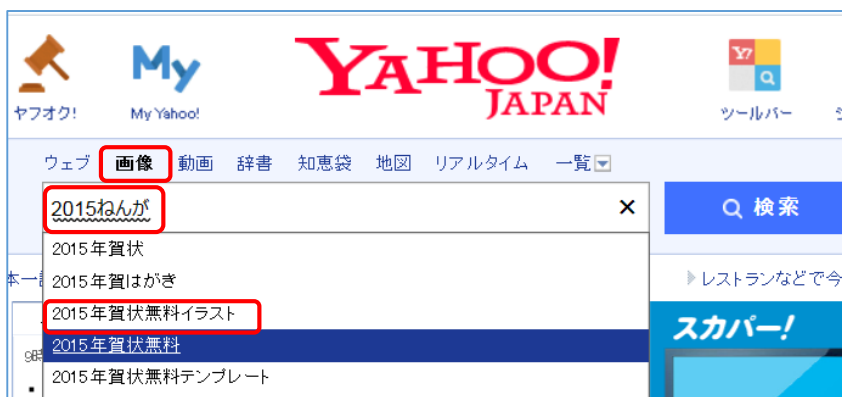 YAHOO!
JAPAN
My
Y7
ヤフオク!
My Yahoo!
ツールバー
ウェブ 画像 動画 辞書 知恵袋 地図 リアルタイム 一覧
2015ねんが × 検索
2015年賀状
2015年賀はがき
レストランなどで今
2015年賀状無料イラスト
スカパー!
2015年賀状無料
9時
2015年賀状無料テンプレート